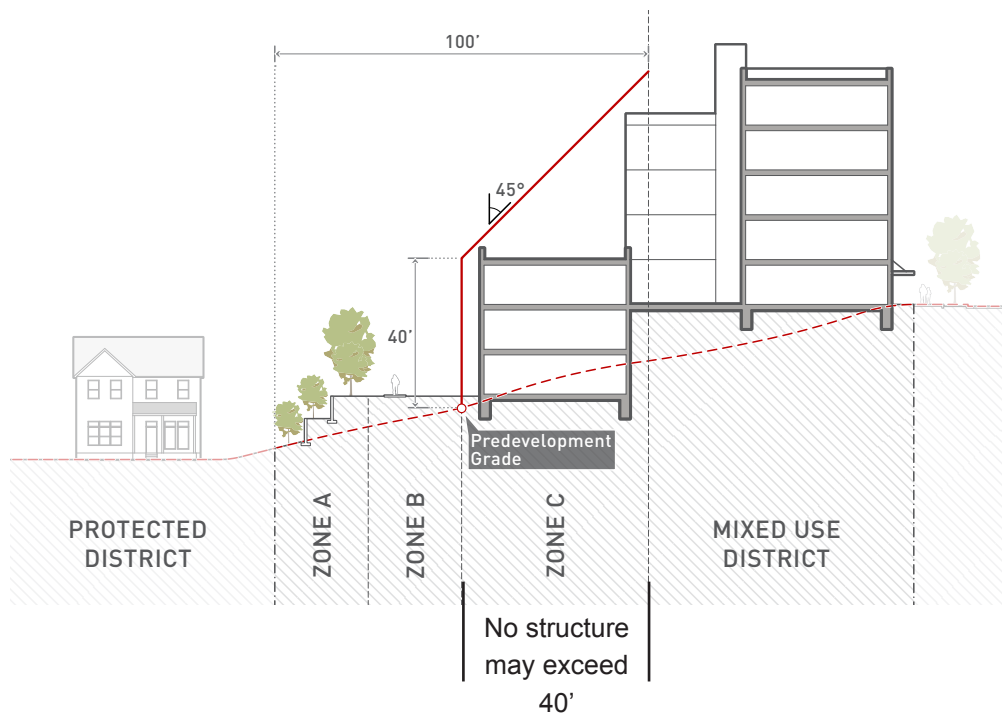 100’
45°
40’
Predevelopment
Grade
PROTECTED
DISTRICT
ZONE A
ZONE B
ZONE C
MIXED USE
DISTRICT
No structure
may exceed
40’